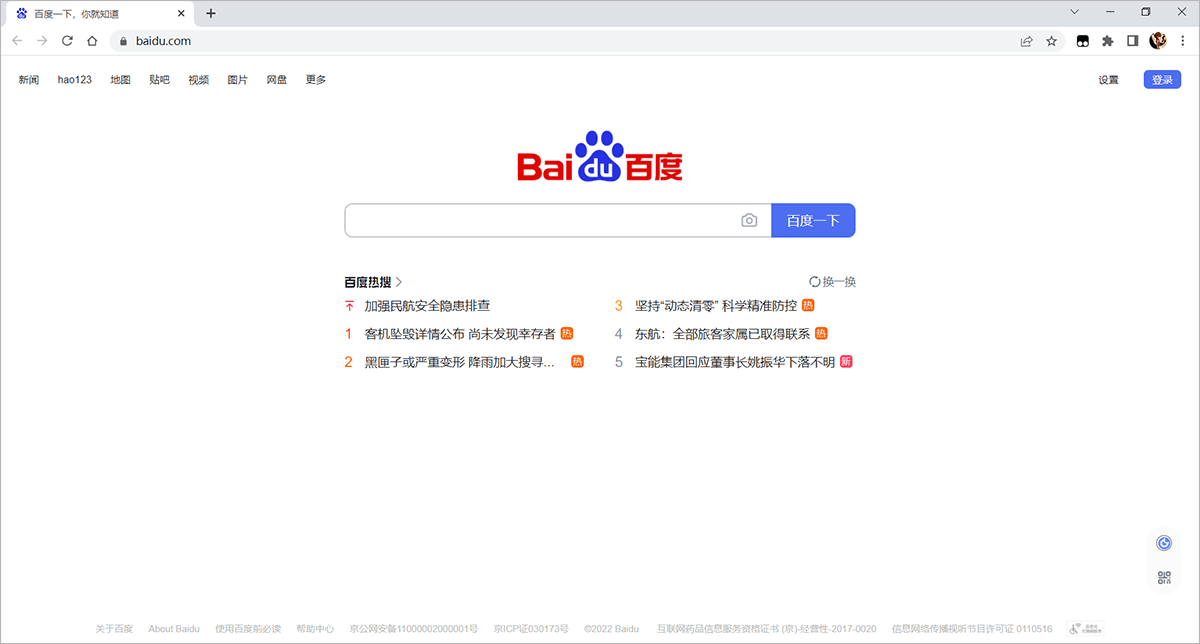 百度一下，你就知道
baidu.com
新闻 hao123 地图 贴吧 视频 图片 网盘 更多 设置 登录
Bai du 百度
百度一下
百度热搜 换一换
加强民航安全隐患排查
1 客机坠毁详情公布 尚未发现幸存者 热
2 黑匣子或严重变形 降雨加大搜寻... 热
3 坚持“动态清零” 科学精准防控 热
4 东航：全部旅客家属已取得联系 热
5 宝能集团回应董事长姚振华下落不明 新
关于百度 About Baidu 使用百度前必读 帮助中心 京公网安备11000002000001号 京ICP证030173号 ©2022 Baidu 互联网药品信息服务资格证书 (京)-经营性-2017-0020 信息网络传播视听节目许可证 0110516